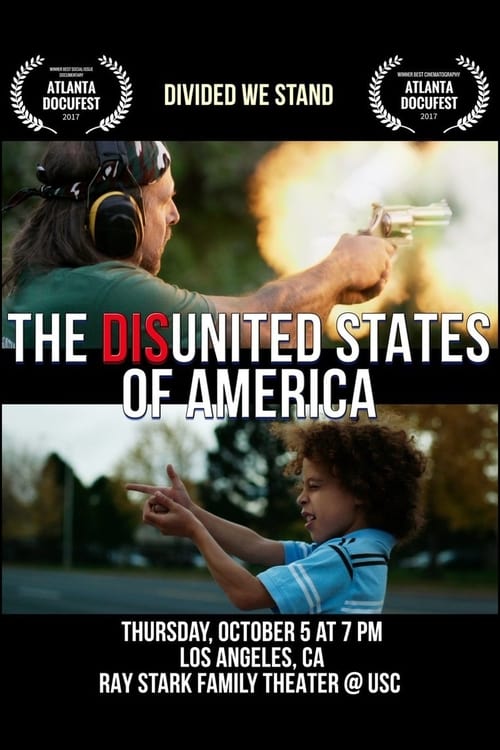 WINNER BEST SOCIAL ISSUE
DOCUMENTARY
ATLANTA
DOCUFEST
2017
DIVIDED WE STAND
WINNER BEST CINEMATOGRAPHY
ATLANTA
DOCUFEST
2017
THE DISUNITED STATES
OF AMERICA
THURSDAY, OCTOBER 5 AT 7 PM
LOS ANGELES, CA
RAY STARK FAMILY THEATER @ USC